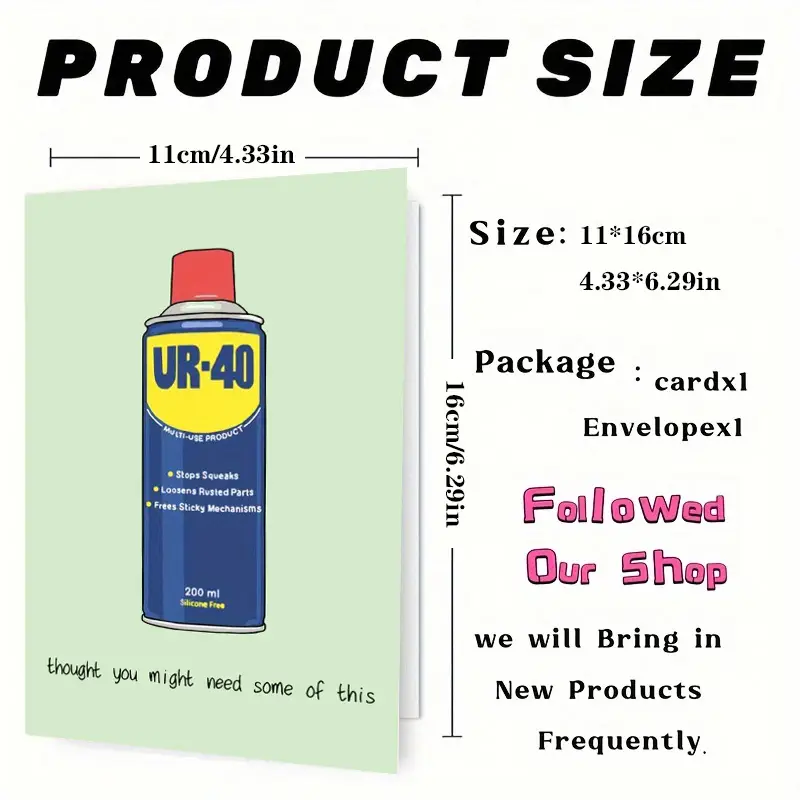 PRODUCT SIZE
11cm/4.33in
Size: 11*16cm
4.33*6.29in
16cm/6.29in
Package : cardx1
Envelopex1
UR-40
MULTI-USE PRODUCT
• Stops Squeaks
• Loosens Rusted Parts
• Frees Sticky Mechanisms
200 ml
Silicone Free
thought you might need some of this
Followed
Our Shop
we will Bring in
New Products
Frequently.